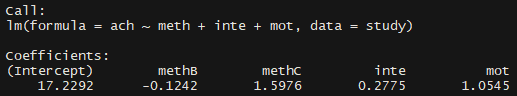 Call:
lm(formula = ach ~ meth + inte + mot, data = study)
Coefficients:
(Intercept) methB methC inte mot
17.2292 -0.1242 1.5976 0.2775 1.0545